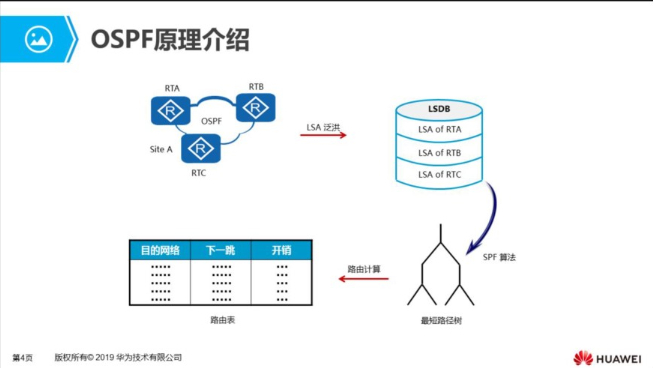 OSPF原理介绍
RTA
RTB
R
R
OSPF
R
Site A
RTC
LSA 泛洪
LSDB
LSA of RTA
LSA of RTB
LSA of RTC
SPF 算法
最短路径树
路由计算
目的网络 下一跳 开销
路由表
第4页 版权所有© 2019 华为技术有限公司
HUAWEI